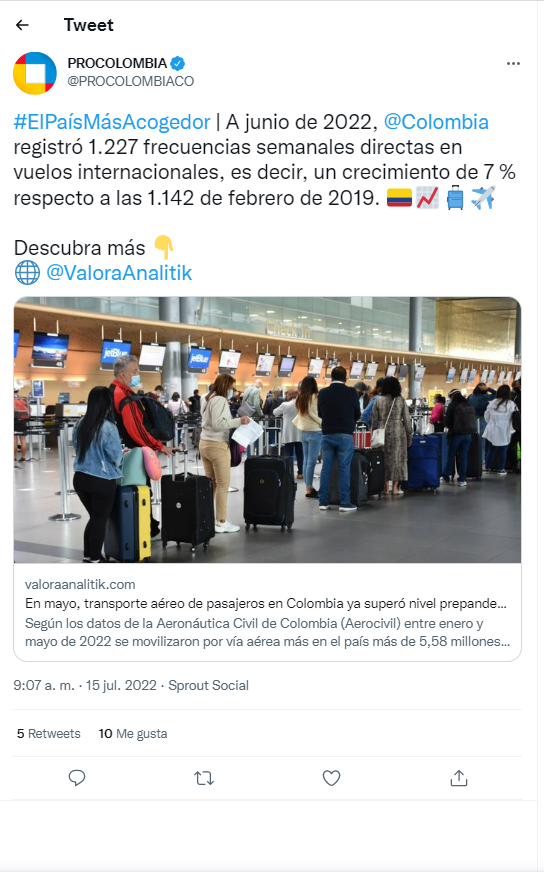 Tweet
PROCOLOMBIA
@PROCOLOMBIACO
#ElPaísMásAcogedor | A junio de 2022, @Colombia
registró 1.227 frecuencias semanales directas en
vuelos internacionales, es decir, un crecimiento de 7 %
respecto a las 1.142 de febrero de 2019.
Descubra más
@ValoraAnalitik
Check in
jetBlue
jetBlue
valoraanalitik.com
En mayo, transporte aéreo de pasajeros en Colombia ya superó nivel prepande...
Según los datos de la Aeronáutica Civil de Colombia (Aerocivil) entre enero y
mayo de 2022 se movilizaron por vía aérea más en el país más de 5,58 millones...
9:07 a. m. · 15 jul. 2022 · Sprout Social
5 Retweets 10 Me gusta